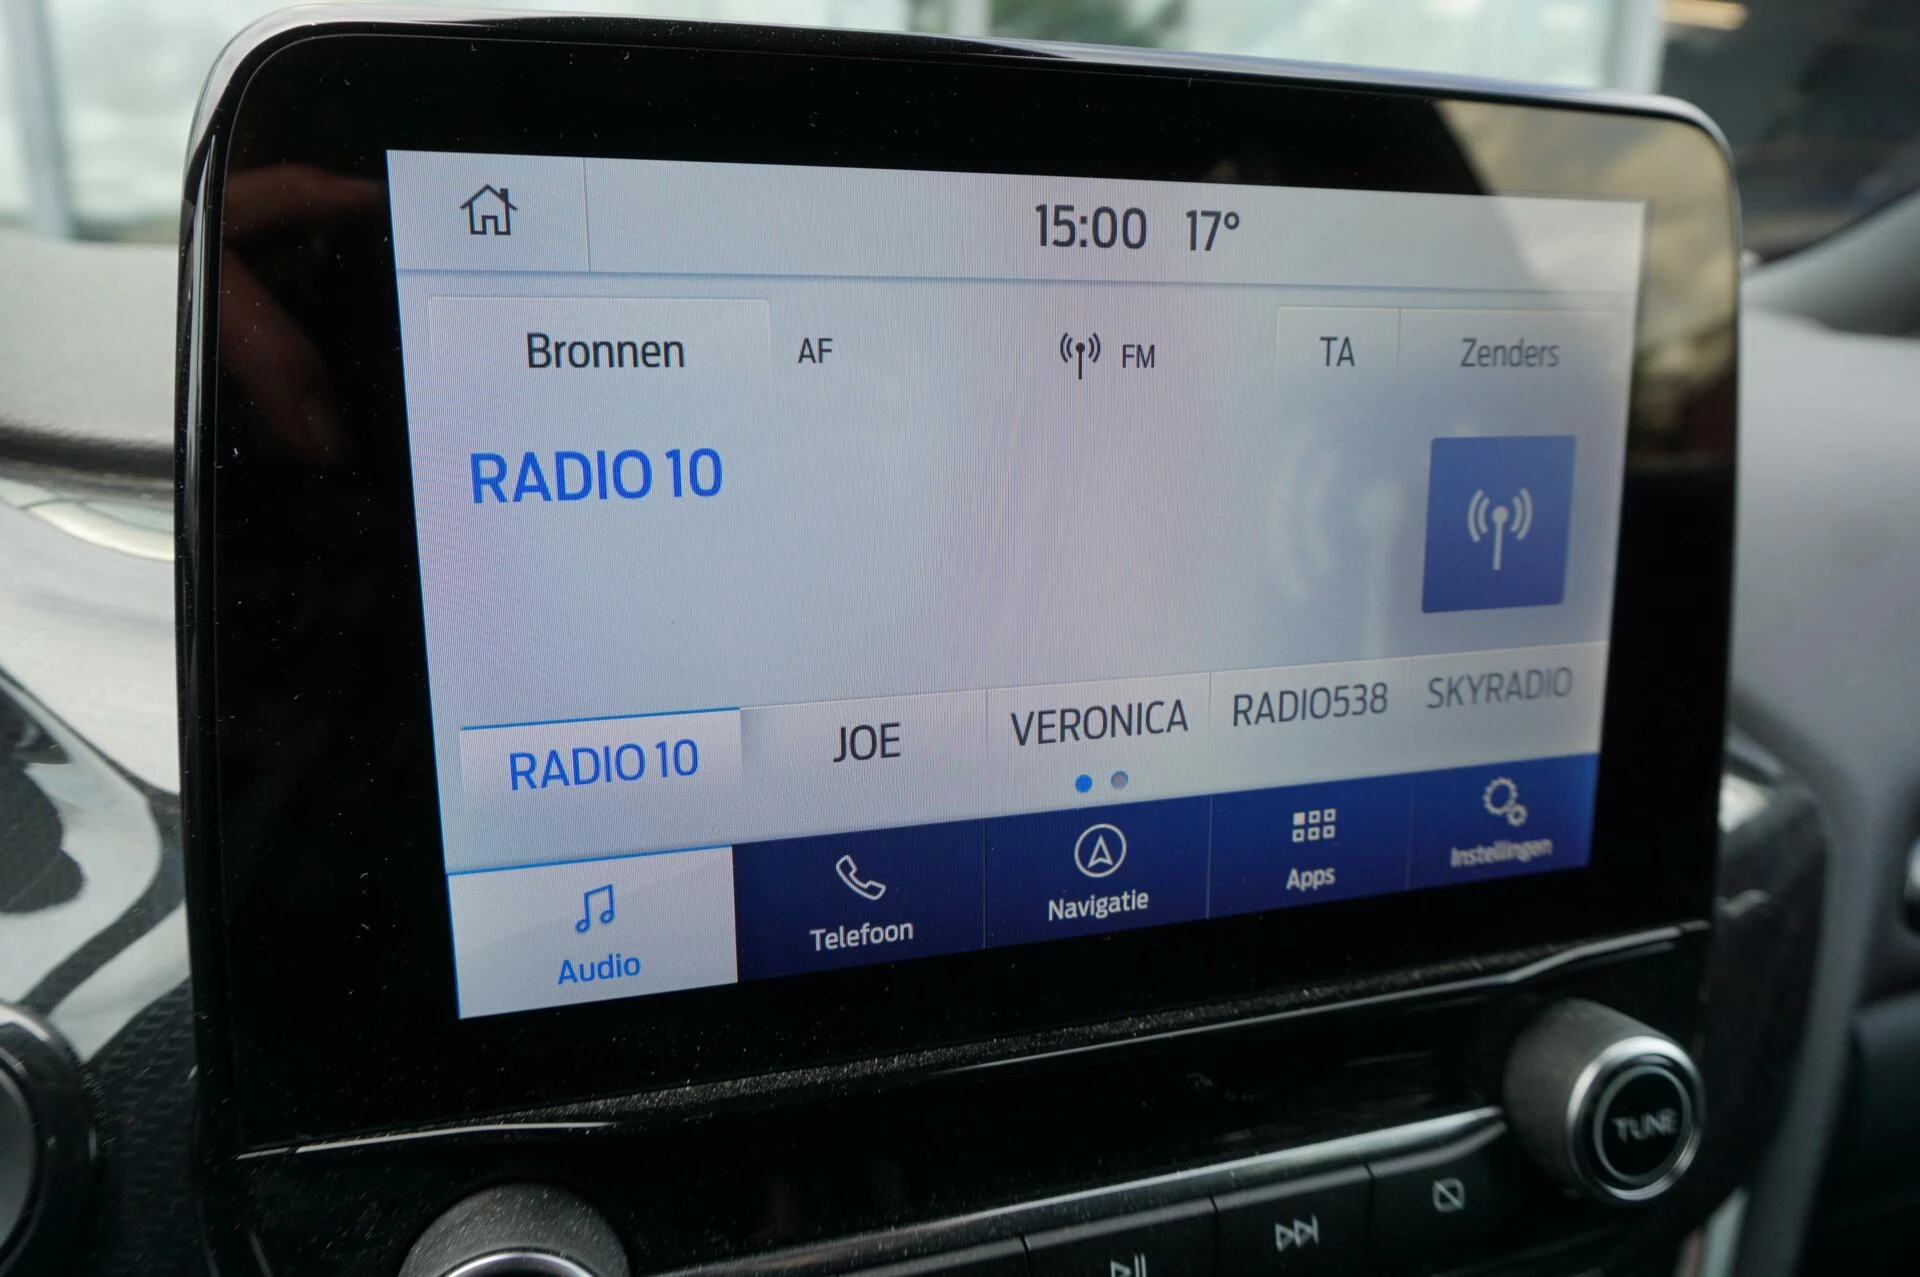 15:00 17°
Bronnen AF FM TA Zenders
RADIO 10
RADIO 10 JOE VERONICA RADIO538 SKYRADIO
Audio Telefoon Navigatie Apps Instellingen
TUNE